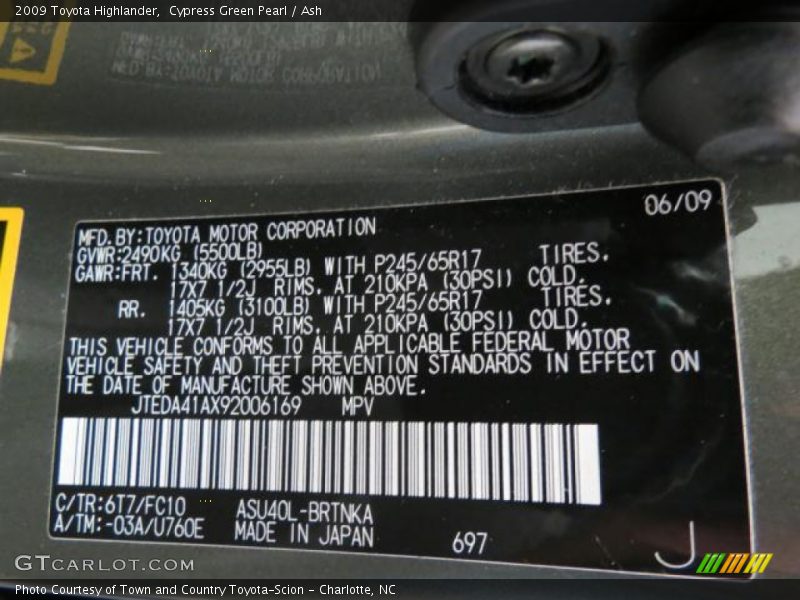 2009 Toyota Highlander, Cypress Green Pearl / Ash
06/09
MFD.BY:TOYOTA MOTOR CORPORATION
GVWR:2490KG (5500LB)
GAWR:FRT. 1340KG (2955LB) WITH P245/65R17 TIRES.
17X7 1/2J RIMS. AT 210KPA (30PSI) COLD.
RR. 1405KG (3100LB) WITH P245/65R17 TIRES.
17X7 1/2J RIMS. AT 210KPA (30PSI) COLD.
THIS VEHICLE CONFORMS TO ALL APPLICABLE FEDERAL MOTOR
VEHICLE SAFETY AND THEFT PREVENTION STANDARDS IN EFFECT ON
THE DATE OF MANUFACTURE SHOWN ABOVE.
JTEDA41AX92006169 MPV
C/TR:6T7/FC10 ASU40L-BRTNKA
A/TM:-03A/U760E MADE IN JAPAN 697 J
GTCARLOT.COM
Photo Courtesy of Town and Country Toyota-Scion - Charlotte, NC